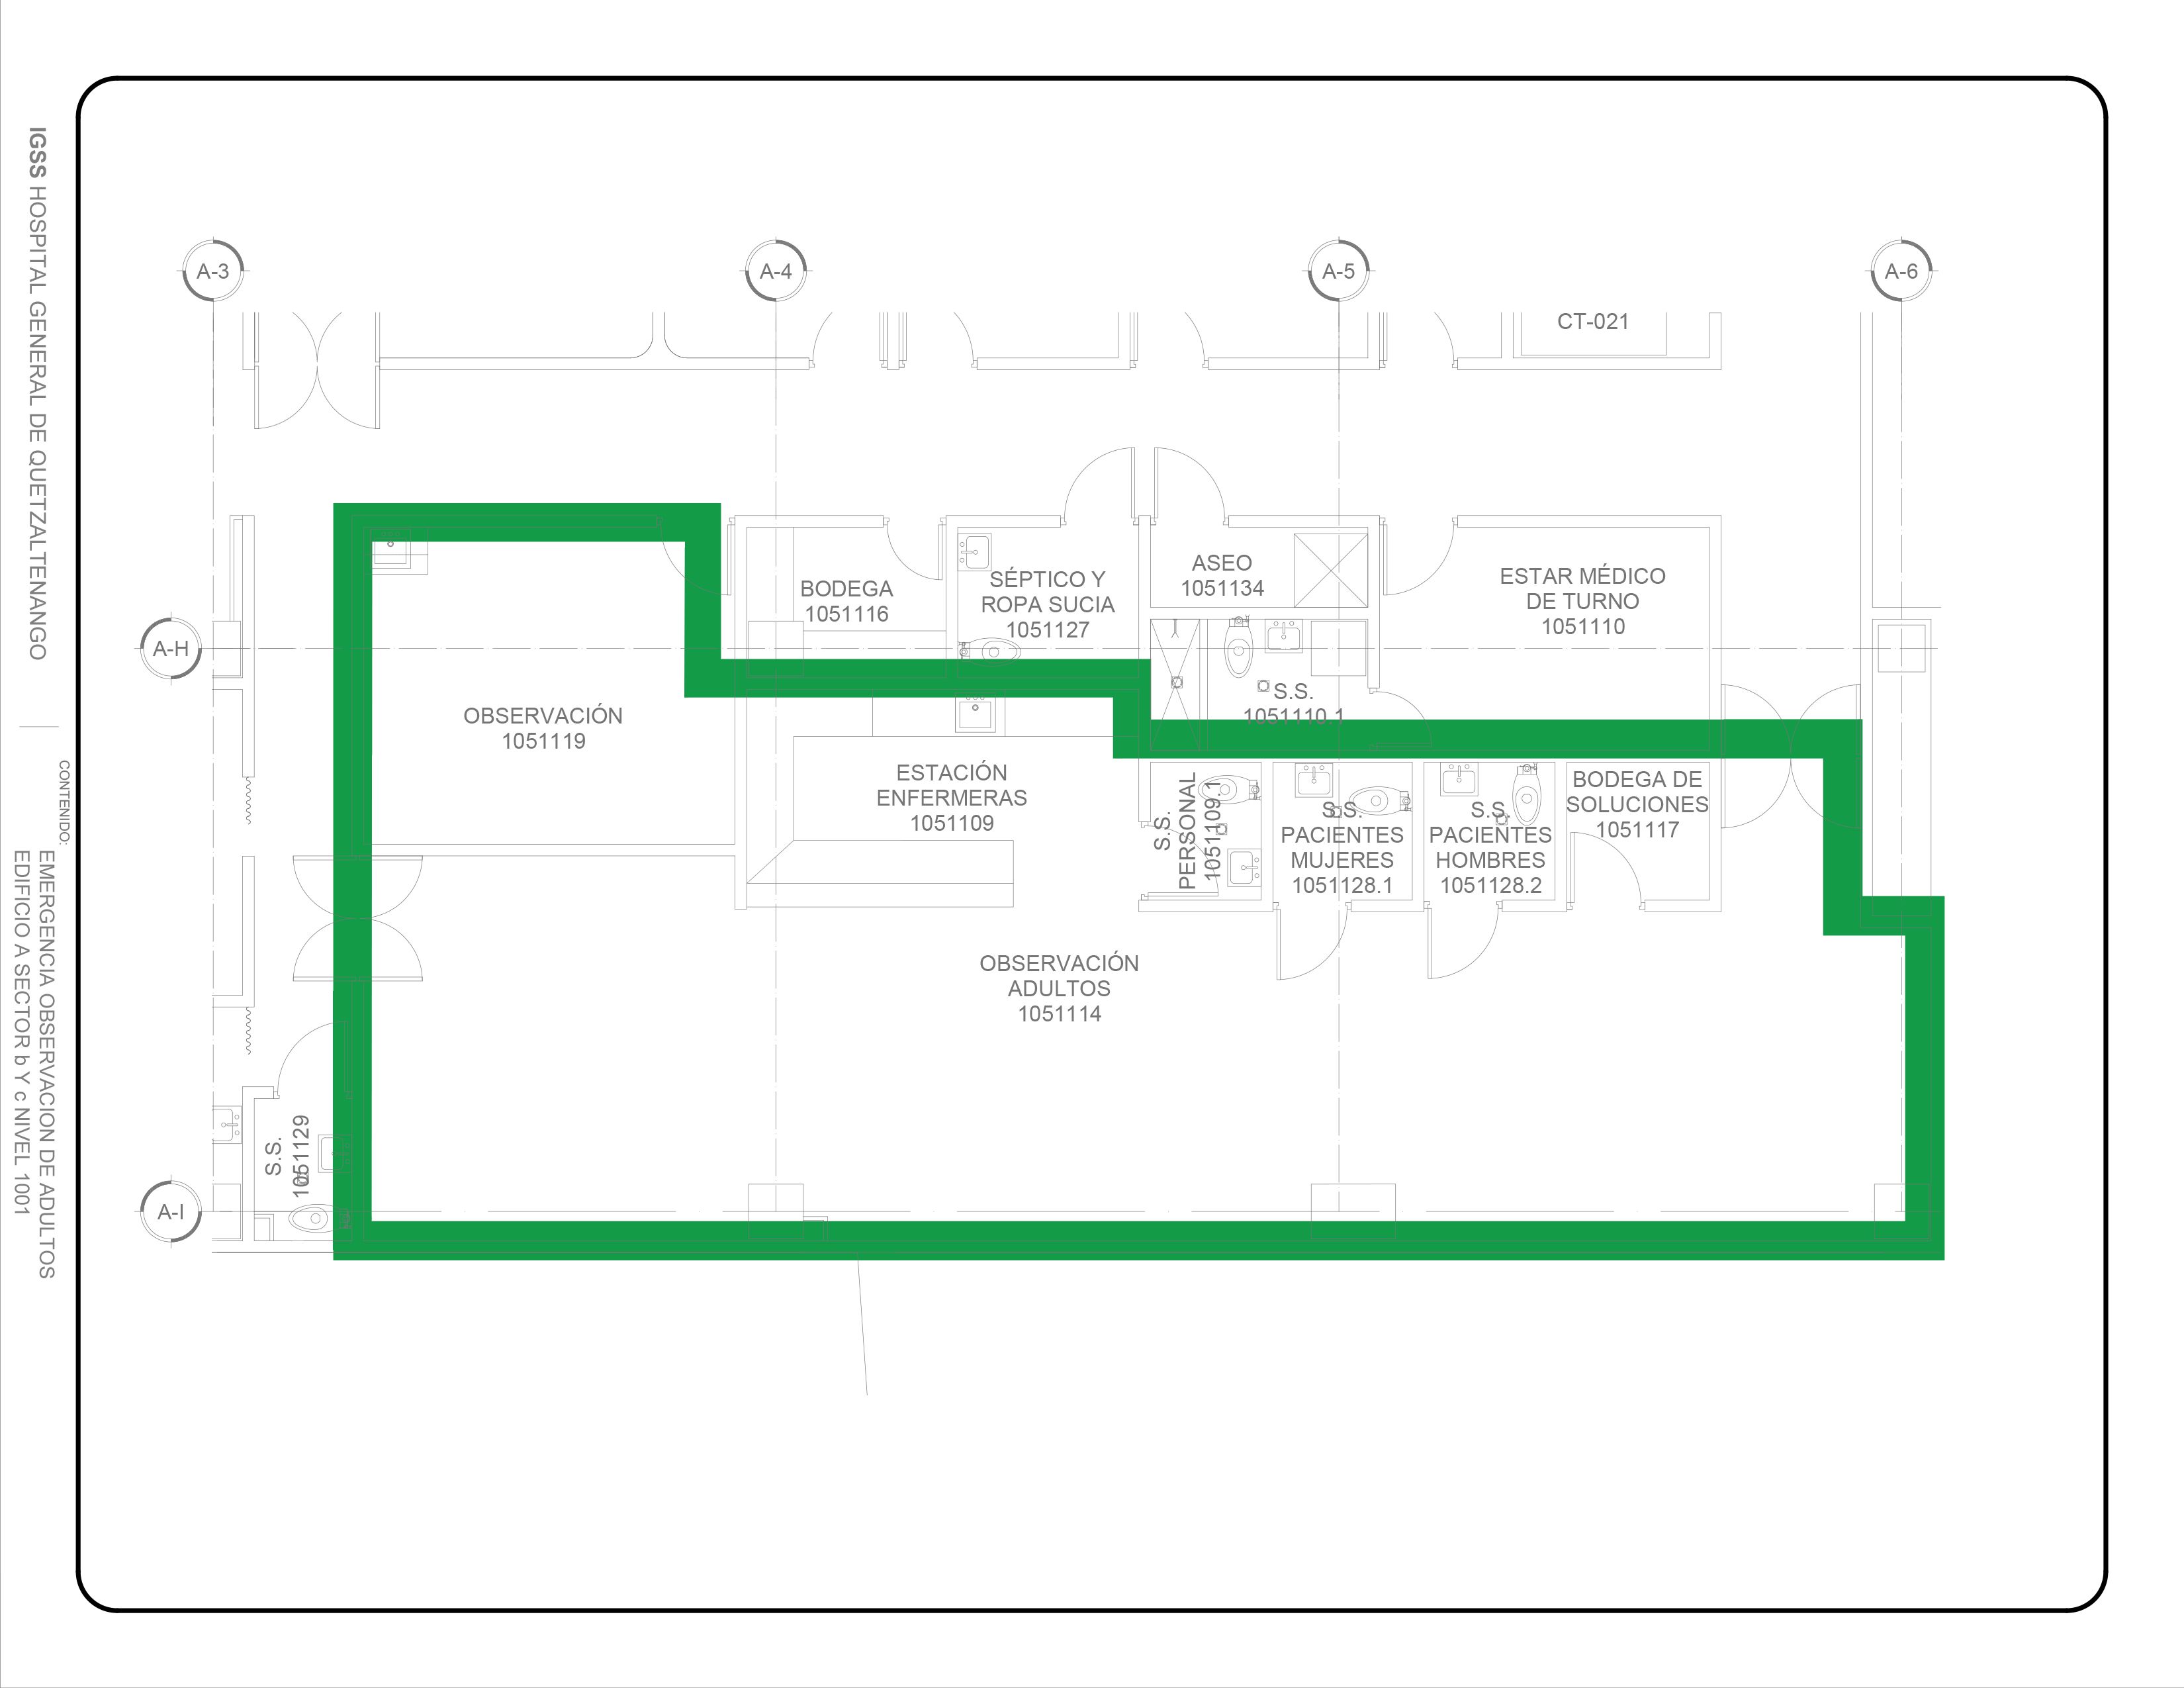 IGSS HOSPITAL GENERAL DE QUETZALTENANGO
CONTENIDO:
EMERGENCIA OBSERVACION DE ADULTOS
EDIFICIO A SECTOR b Y c NIVEL 1001
A-3
A-4
A-5
A-6
A-H
A-I
CT-021
BODEGA
1051116
SÉPTICO Y
ROPA SUCIA
1051127
ASEO
1051134
ESTAR MÉDICO
DE TURNO
1051110
S.S.
1051110.1
OBSERVACIÓN
1051119
ESTACIÓN
ENFERMERAS
1051109
S.S.
PERSONAL
1051109.1
S.S.
PACIENTES
MUJERES
1051128.1
S.S.
PACIENTES
HOMBRES
1051128.2
BODEGA DE
SOLUCIONES
1051117
OBSERVACIÓN
ADULTOS
1051114
S.S.
1051129